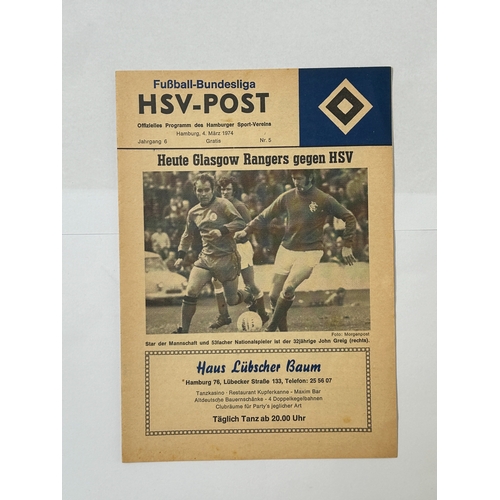 Fußball-Bundesliga
HSV-POST
Offizielles Programm des Hamburger Sport-Vereins
Hamburg, 4. März 1974
Jahrgang 6 Gratis Nr. 5
Heute Glasgow Rangers gegen HSV
Foto: Morgenpost
Star der Mannschaft und 53facher Nationalspieler ist der 32jährige John Greig (rechts).
Haus Lübscher Baum
Hamburg 76, Lübecker Straße 133, Telefon: 25 58 07
Tanzkasino - Restaurant Kupferkanne - Maxim Bar
Altdeutsche Bauernschänke - 4 Doppelkegelbahnen
Clubräume für Party's jeglicher Art
Täglich Tanz ab 20.00 Uhr